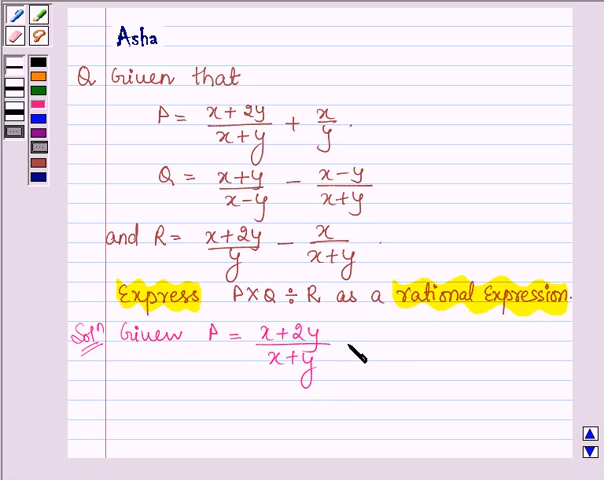 Asha
Q Given that
P = (x+2y)/(x+y) + x/y .
Q = (x+y)/(x-y) - (x-y)/(x+y)
and R = (x+2y)/y - x/(x+y) .
Express P×Q ÷ R as a rational Expression.
Solⁿ Given P = (x+2y)/(x+y)